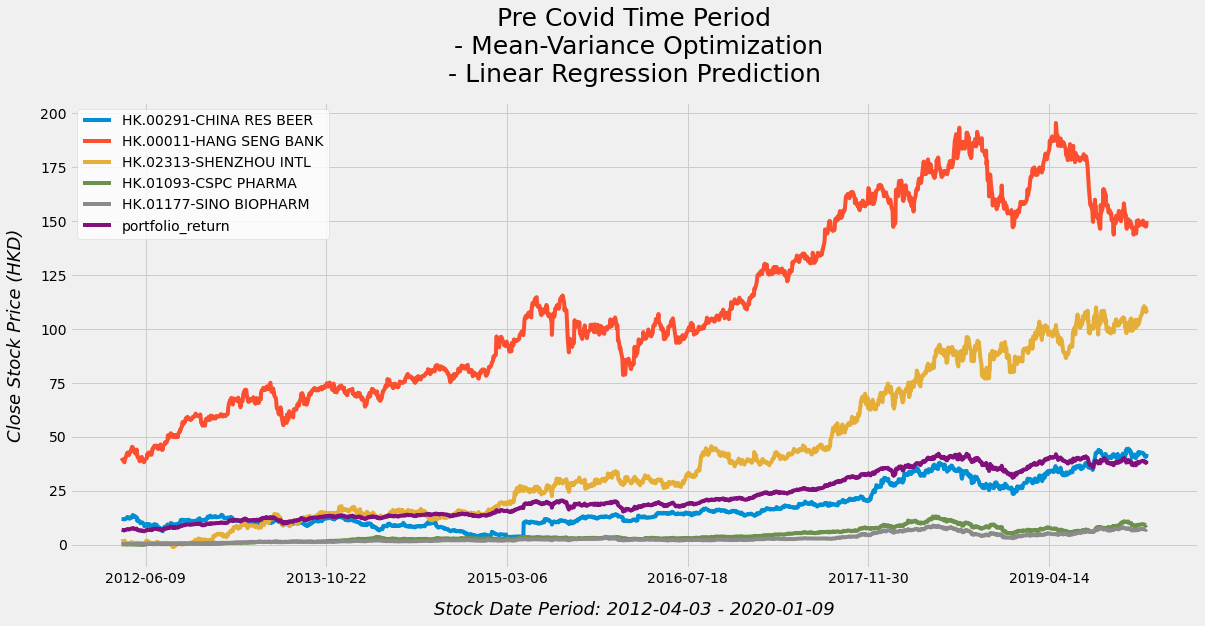 Pre Covid Time Period
- Mean-Variance Optimization
- Linear Regression Prediction
200
175
150
125
100
75
50
25
0
Close Stock Price (HKD)
HK.00291-CHINA RES BEER
HK.00011-HANG SENG BANK
HK.02313-SHENZHOU INTL
HK.01093-CSPC PHARMA
HK.01177-SINO BIOPHARM
portfolio_return
2012-06-09
2013-10-22
2015-03-06
2016-07-18
2017-11-30
2019-04-14
Stock Date Period: 2012-04-03 - 2020-01-09